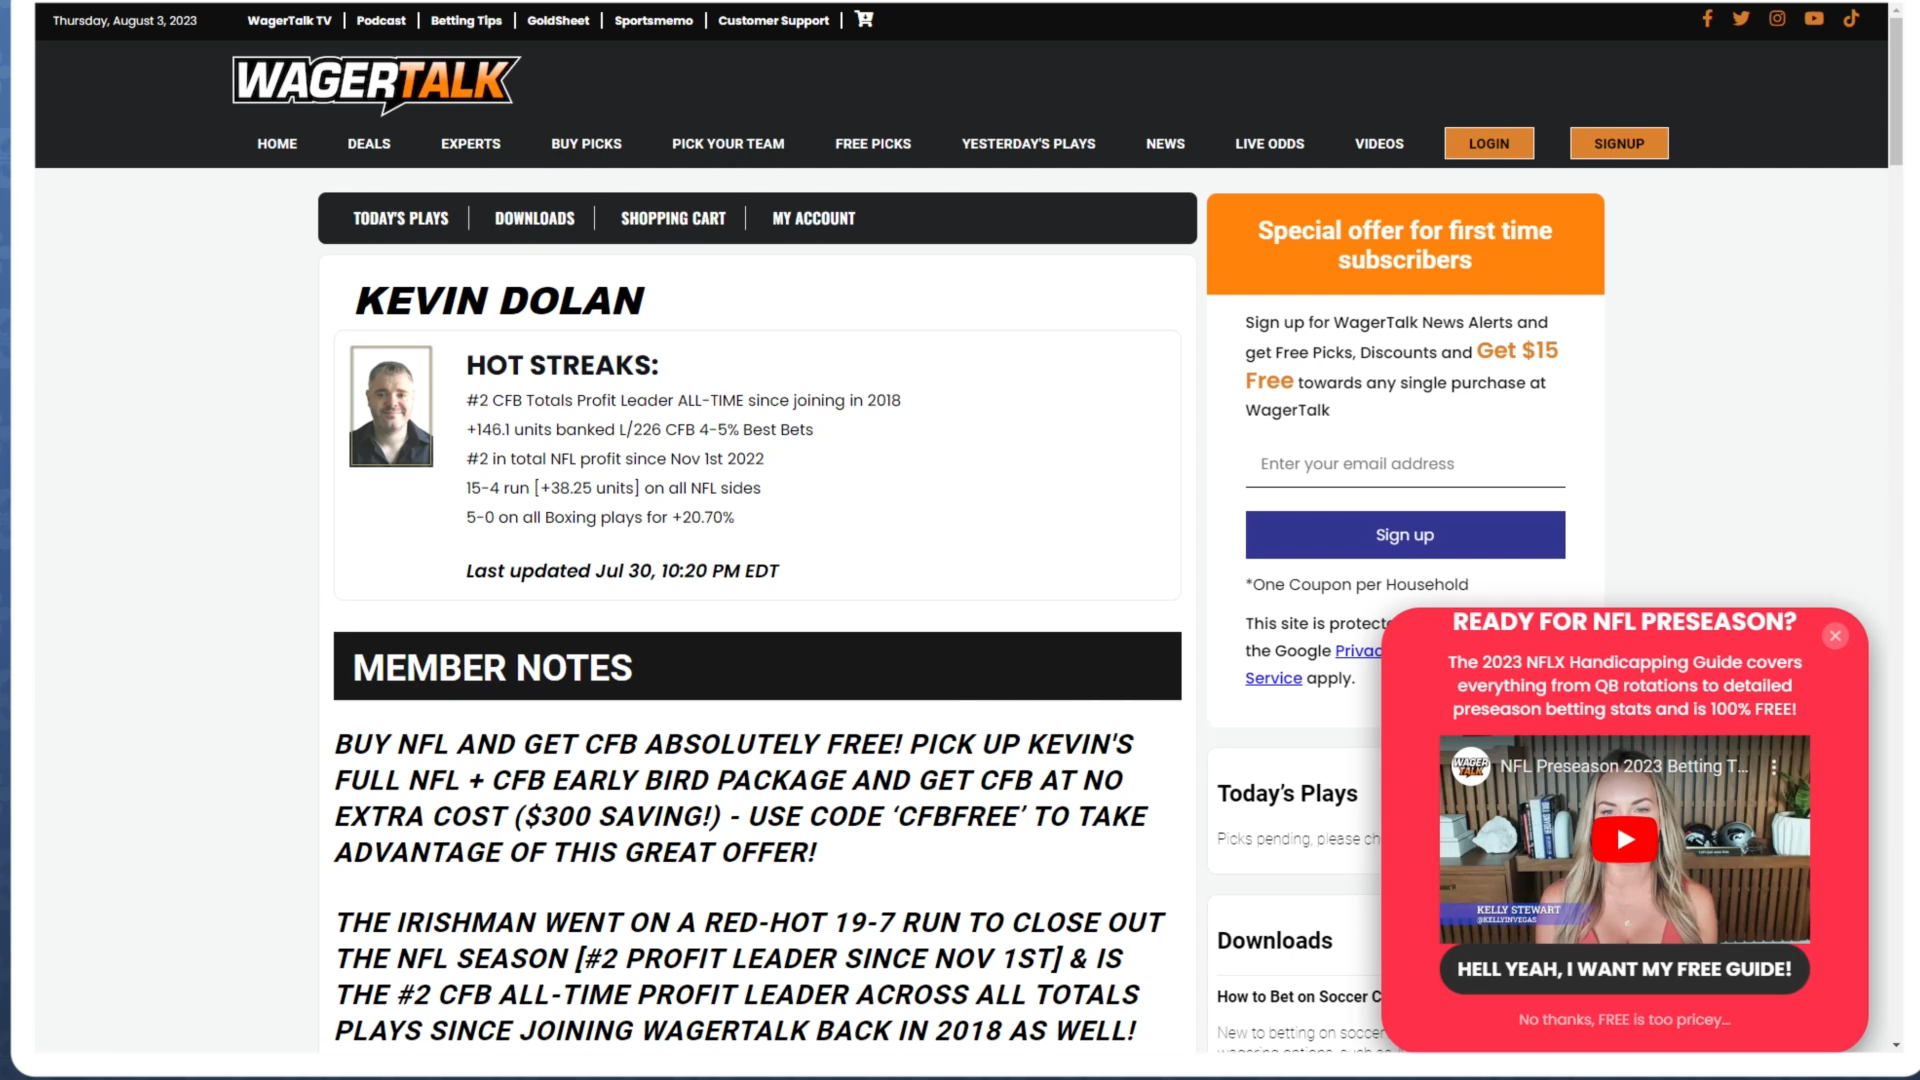 Thursday, August 3, 2023
WagerTalk TV
Podcast
Betting Tips
GoldSheet
Sportsmemo
Customer Support
WAGERTALK
HOME
DEALS
EXPERTS
BUY PICKS
PICK YOUR TEAM
FREE PICKS
YESTERDAY'S PLAYS
NEWS
LIVE ODDS
VIDEOS
LOGIN
SIGNUP
TODAY'S PLAYS
DOWNLOADS
SHOPPING CART
MY ACCOUNT
KEVIN DOLAN
HOT STREAKS:
#2 CFB Totals Profit Leader ALL-TIME since joining in 2018
+146.1 units banked L/226 CFB 4-5% Best Bets
#2 in total NFL profit since Nov 1st 2022
15-4 run [+38.25 units] on all NFL sides
5-0 on all Boxing plays for +20.70%
Last updated Jul 30, 10:20 PM EDT
MEMBER NOTES
BUY NFL AND GET CFB ABSOLUTELY FREE! PICK UP KEVIN'S
FULL NFL + CFB EARLY BIRD PACKAGE AND GET CFB AT NO
EXTRA COST ($300 SAVING!) - USE CODE ‘CFBFREE’ TO TAKE
ADVANTAGE OF THIS GREAT OFFER!
THE IRISHMAN WENT ON A RED-HOT 19-7 RUN TO CLOSE OUT
THE NFL SEASON [#2 PROFIT LEADER SINCE NOV 1ST] & IS
THE #2 CFB ALL-TIME PROFIT LEADER ACROSS ALL TOTALS
PLAYS SINCE JOINING WAGERTALK BACK IN 2018 AS WELL!
Special offer for first time
subscribers
Sign up for WagerTalk News Alerts and
get Free Picks, Discounts and Get $15
Free towards any single purchase at
WagerTalk
Enter your email address
Sign up
*One Coupon per Household
This site is protecte
the Google Privac
Service apply.
Today's Plays
Picks pending, please ch
Downloads
How to Bet on Soccer C
New to betting on soccer
READY FOR NFL PRESEASON?
The 2023 NFLX Handicapping Guide covers
everything from QB rotations to detailed
preseason betting stats and is 100% FREE!
WAGER
TALK
NFL Preseason 2023 Betting T...
KELLY STEWART
@KELLYINVEGAS
HELL YEAH, I WANT MY FREE GUIDE!
No thanks, FREE is too pricey...